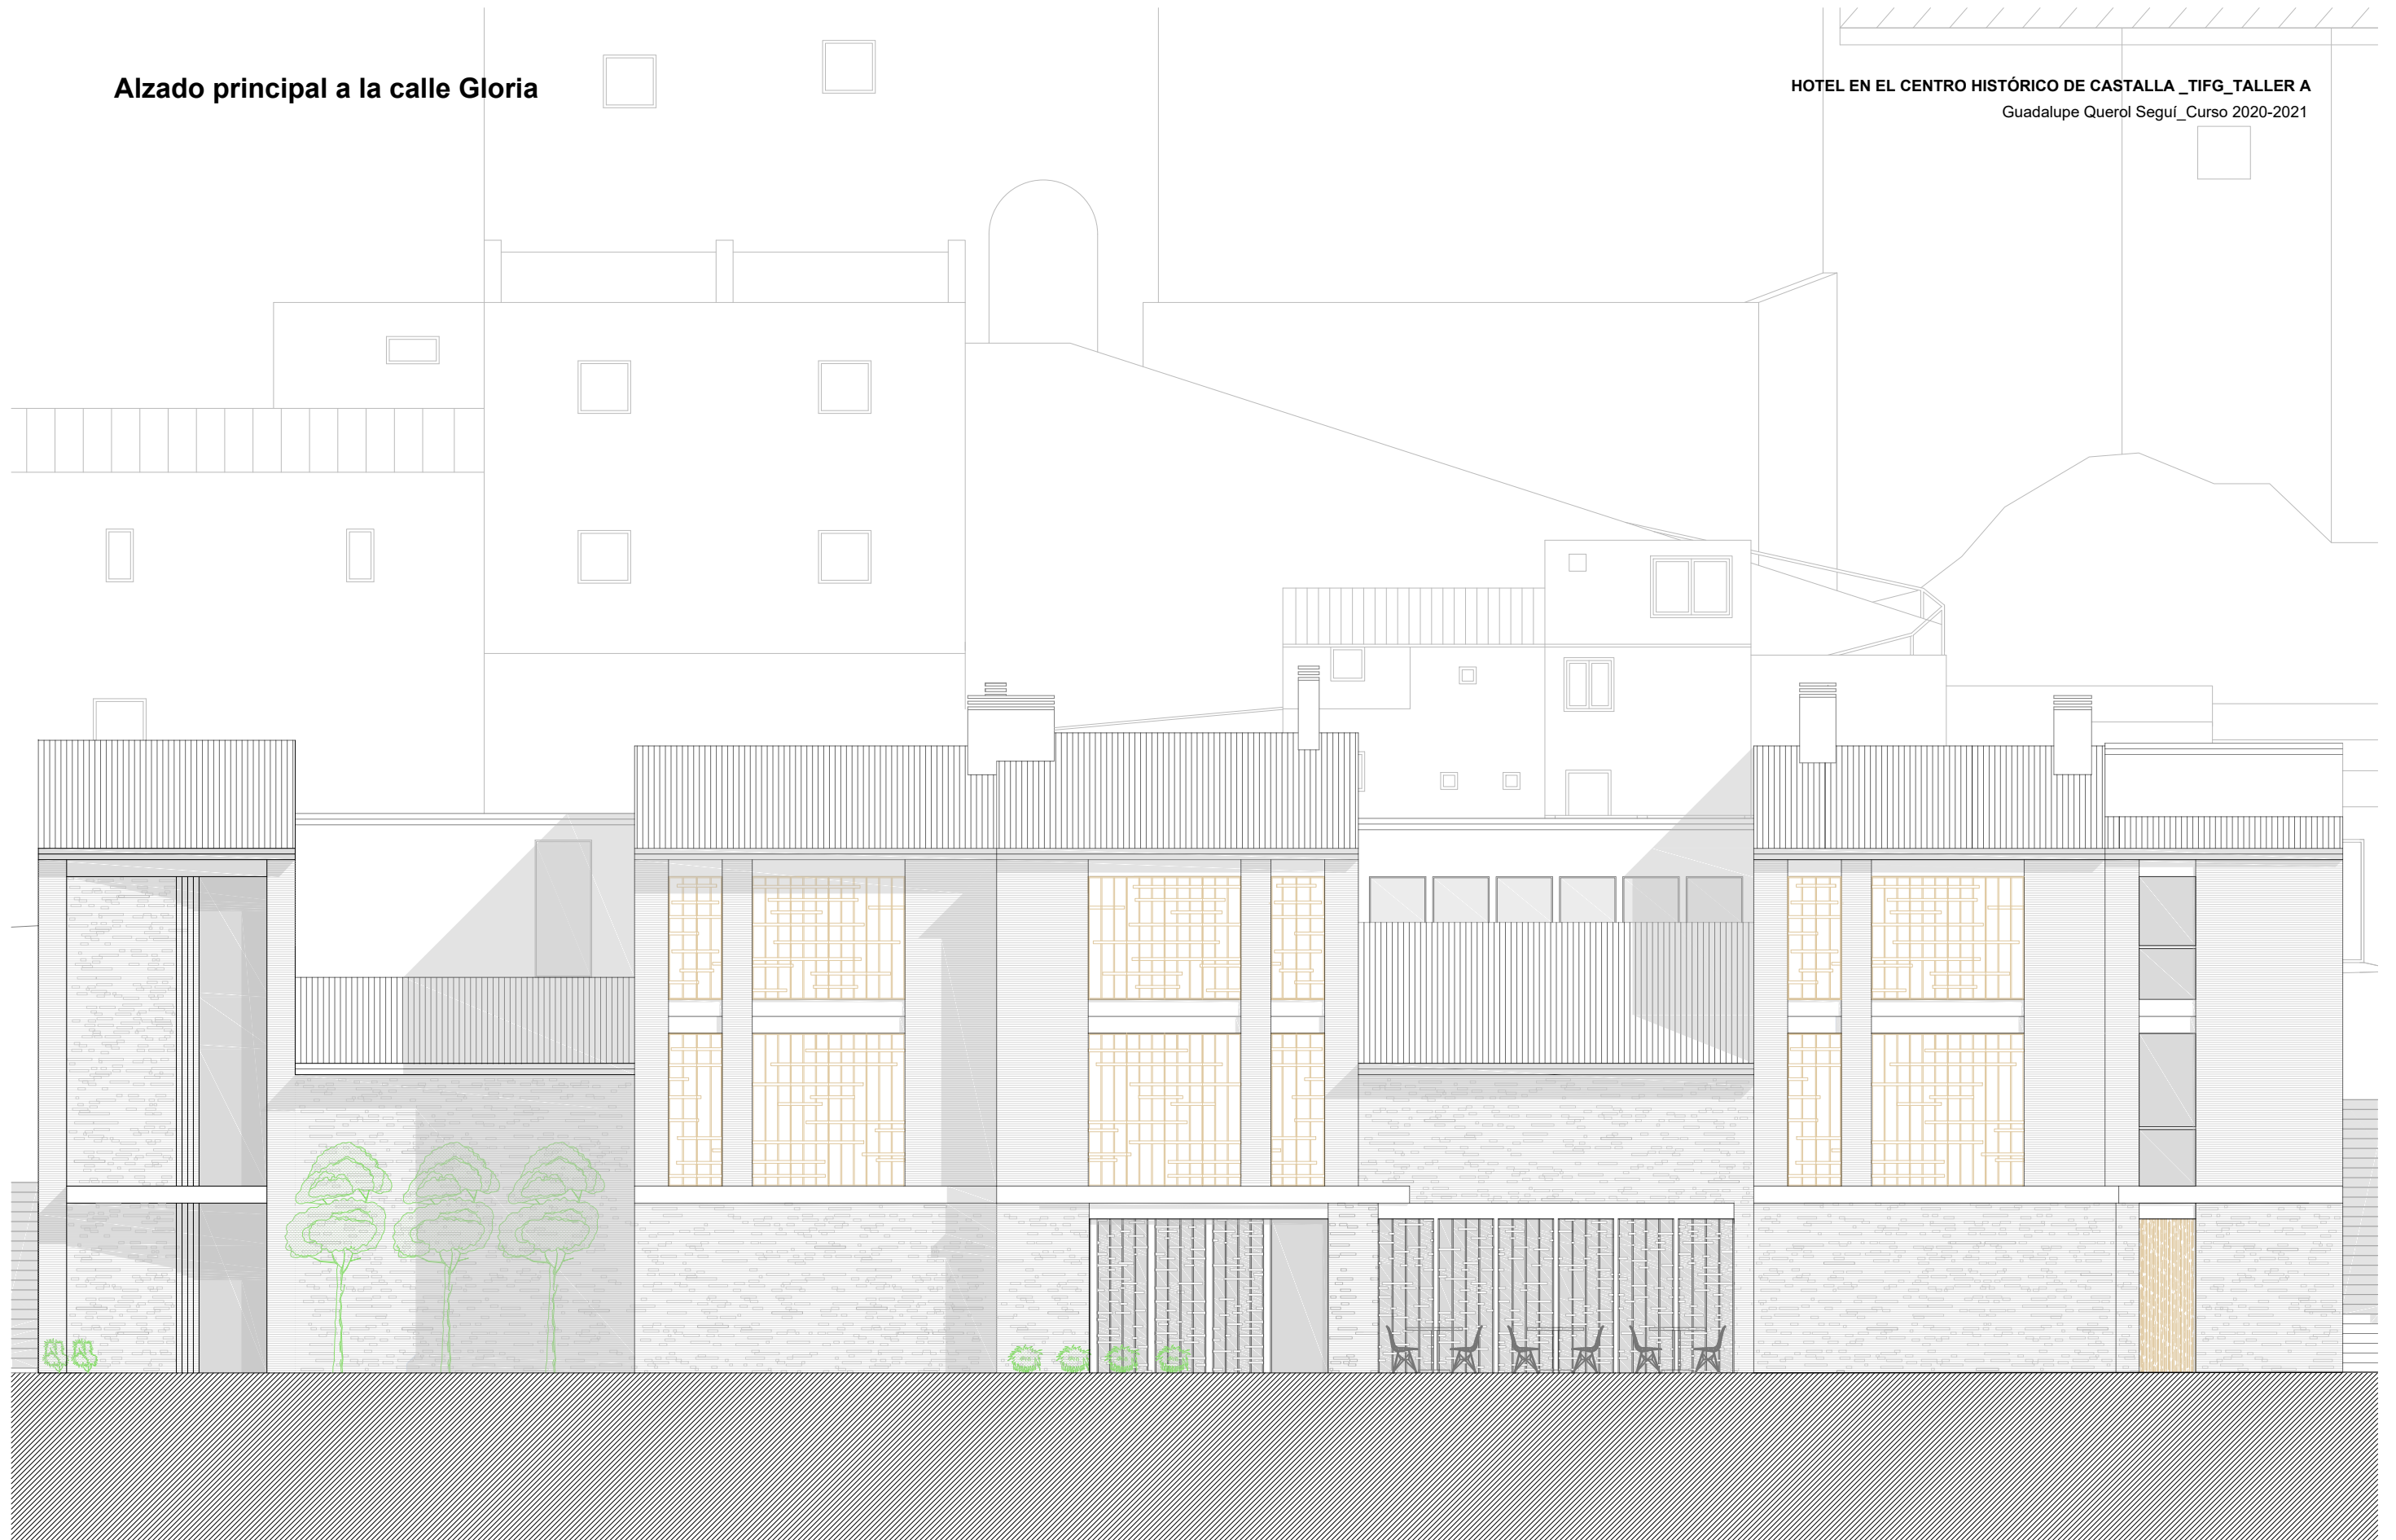 Alzado principal a la calle Gloria
HOTEL EN EL CENTRO HISTÓRICO DE CASTALLA _TIFG_TALLER A
Guadalupe Querol Seguí_Curso 2020-2021